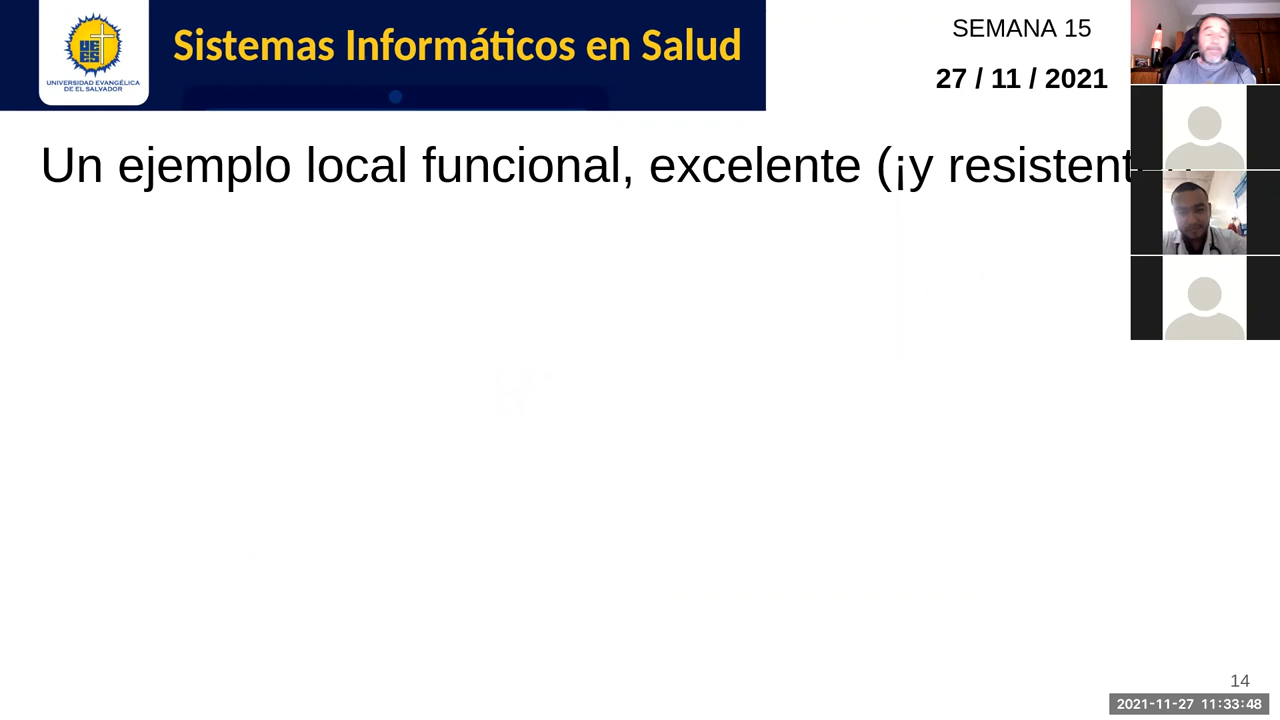 UNIVERSIDAD EVANGÉLICA
DE EL SALVADOR
Sistemas Informáticos en Salud
SEMANA 15
27 / 11 / 2021
Un ejemplo local funcional, excelente (¡y
14
2021-11-27 11:33:48